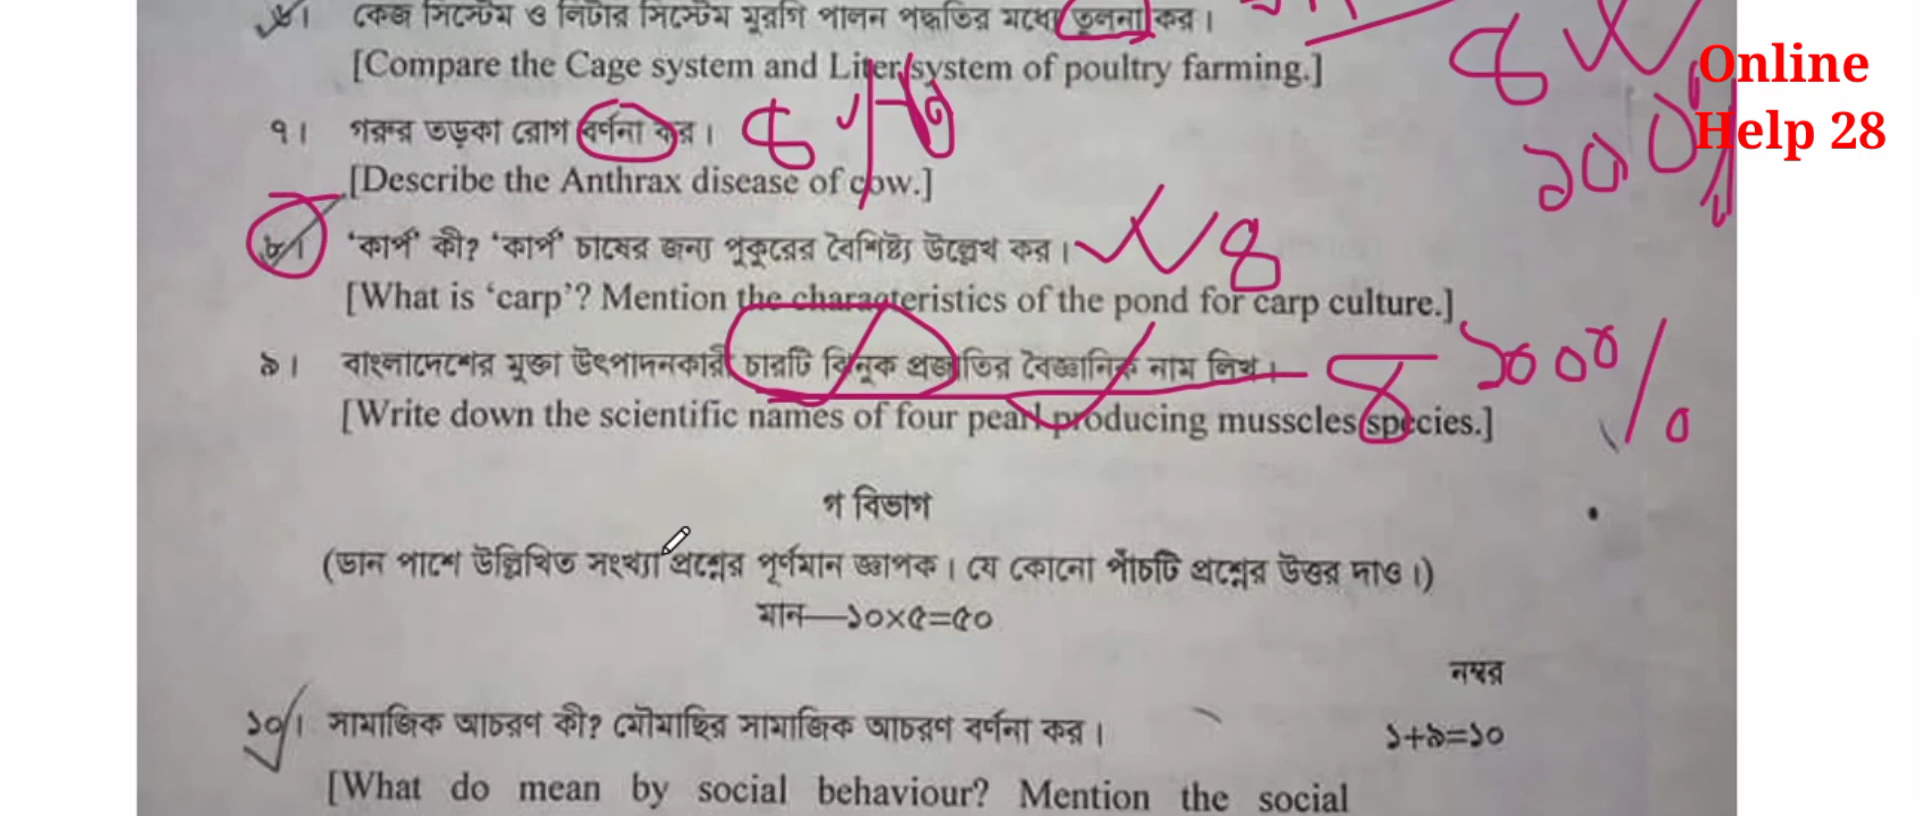 ৬। কেজ সিস্টেম ও লিটার সিস্টেম মুরগি পালন পদ্ধতির মধ্যে তুলনা কর।
[Compare the Cage system and Liter system of poultry farming.]
Online
Help 28
৭। গরুর তড়কা রোগ বর্ণনা কর।
[Describe the Anthrax disease of cow.]
৮। ‘কার্প’ কী? ‘কার্প’ চাষের জন্য পুকুরের বৈশিষ্ট্য উল্লেখ কর। ৪
[What is ‘carp’? Mention the characteristics of the pond for carp culture.]
৯। বাংলাদেশের মুক্তা উৎপাদনকারী চারটি ঝিনুক প্রজাতির বৈজ্ঞানিক নাম লিখ।
[Write down the scientific names of four pearl producing musscles species.]
১০০%
গ বিভাগ
(ডান পাশে উল্লিখিত সংখ্যা প্রশ্নের পূর্ণমান জ্ঞাপক। যে কোনো পাঁচটি প্রশ্নের উত্তর দাও।)
মান—১০×৫=৫০
নম্বর
১০। সামাজিক আচরণ কী? মৌমাছির সামাজিক আচরণ বর্ণনা কর। ১+৯=১০
[What do mean by social behaviour? Mention the social